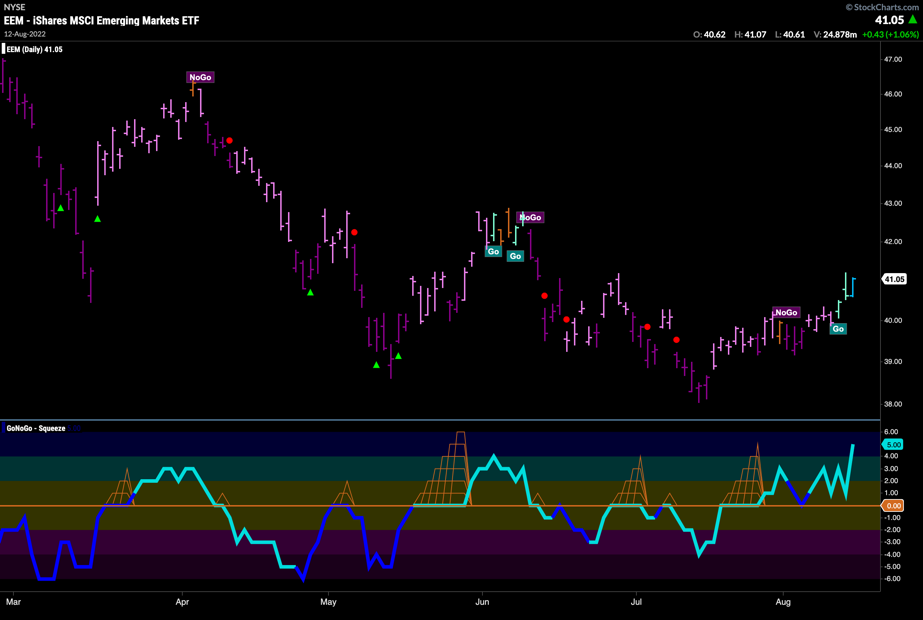 NYSE
© StockCharts.com
EEM - iShares MSCI Emerging Markets ETF
41.05
12-Aug-2022
O: 40.62 H: 41.07 L: 40.61 V: 24.878m +0.43 (+1.06%)
EEM (Daily) 41.05
47.00
NoGo
46.00
45.00
44.00
43.00
NoGo
42.00
Go
Go
41.05
NoGo
40.00
Go
39.00
38.00
GoNoGo - Squeeze
6.00
5.00
4.00
3.00
2.00
1.00
0.00
-1.00
-2.00
-3.00
-4.00
-5.00
-6.00
Mar Apr May Jun Jul Aug